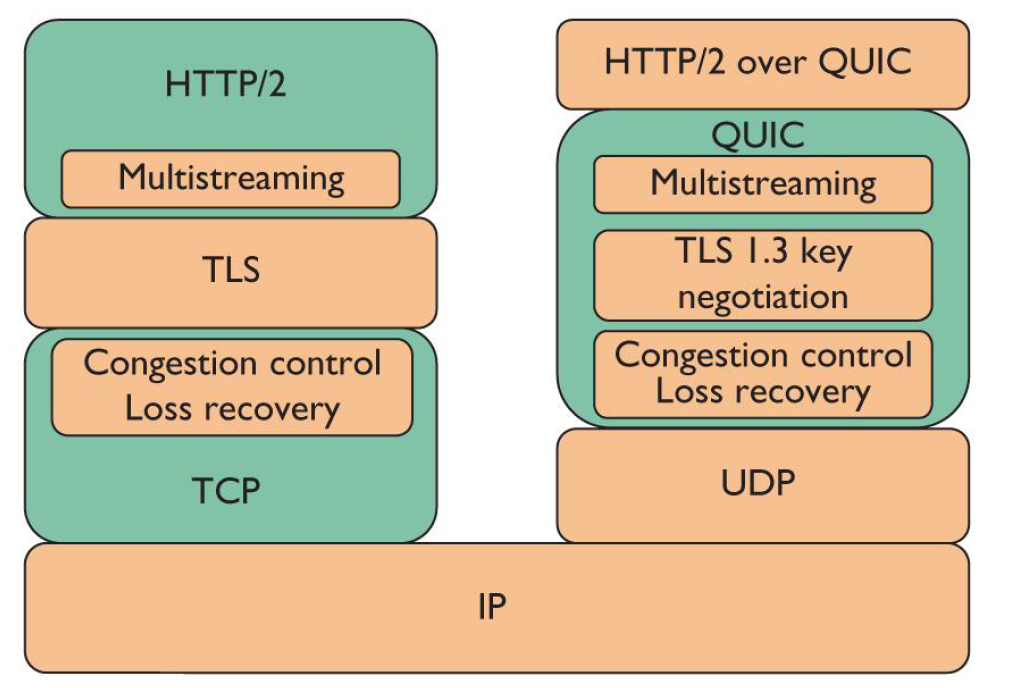 HTTP/2
Multistreaming
TLS
Congestion control
Loss recovery
TCP
HTTP/2 over QUIC
QUIC
Multistreaming
TLS 1.3 key
negotiation
Congestion control
Loss recovery
UDP
IP